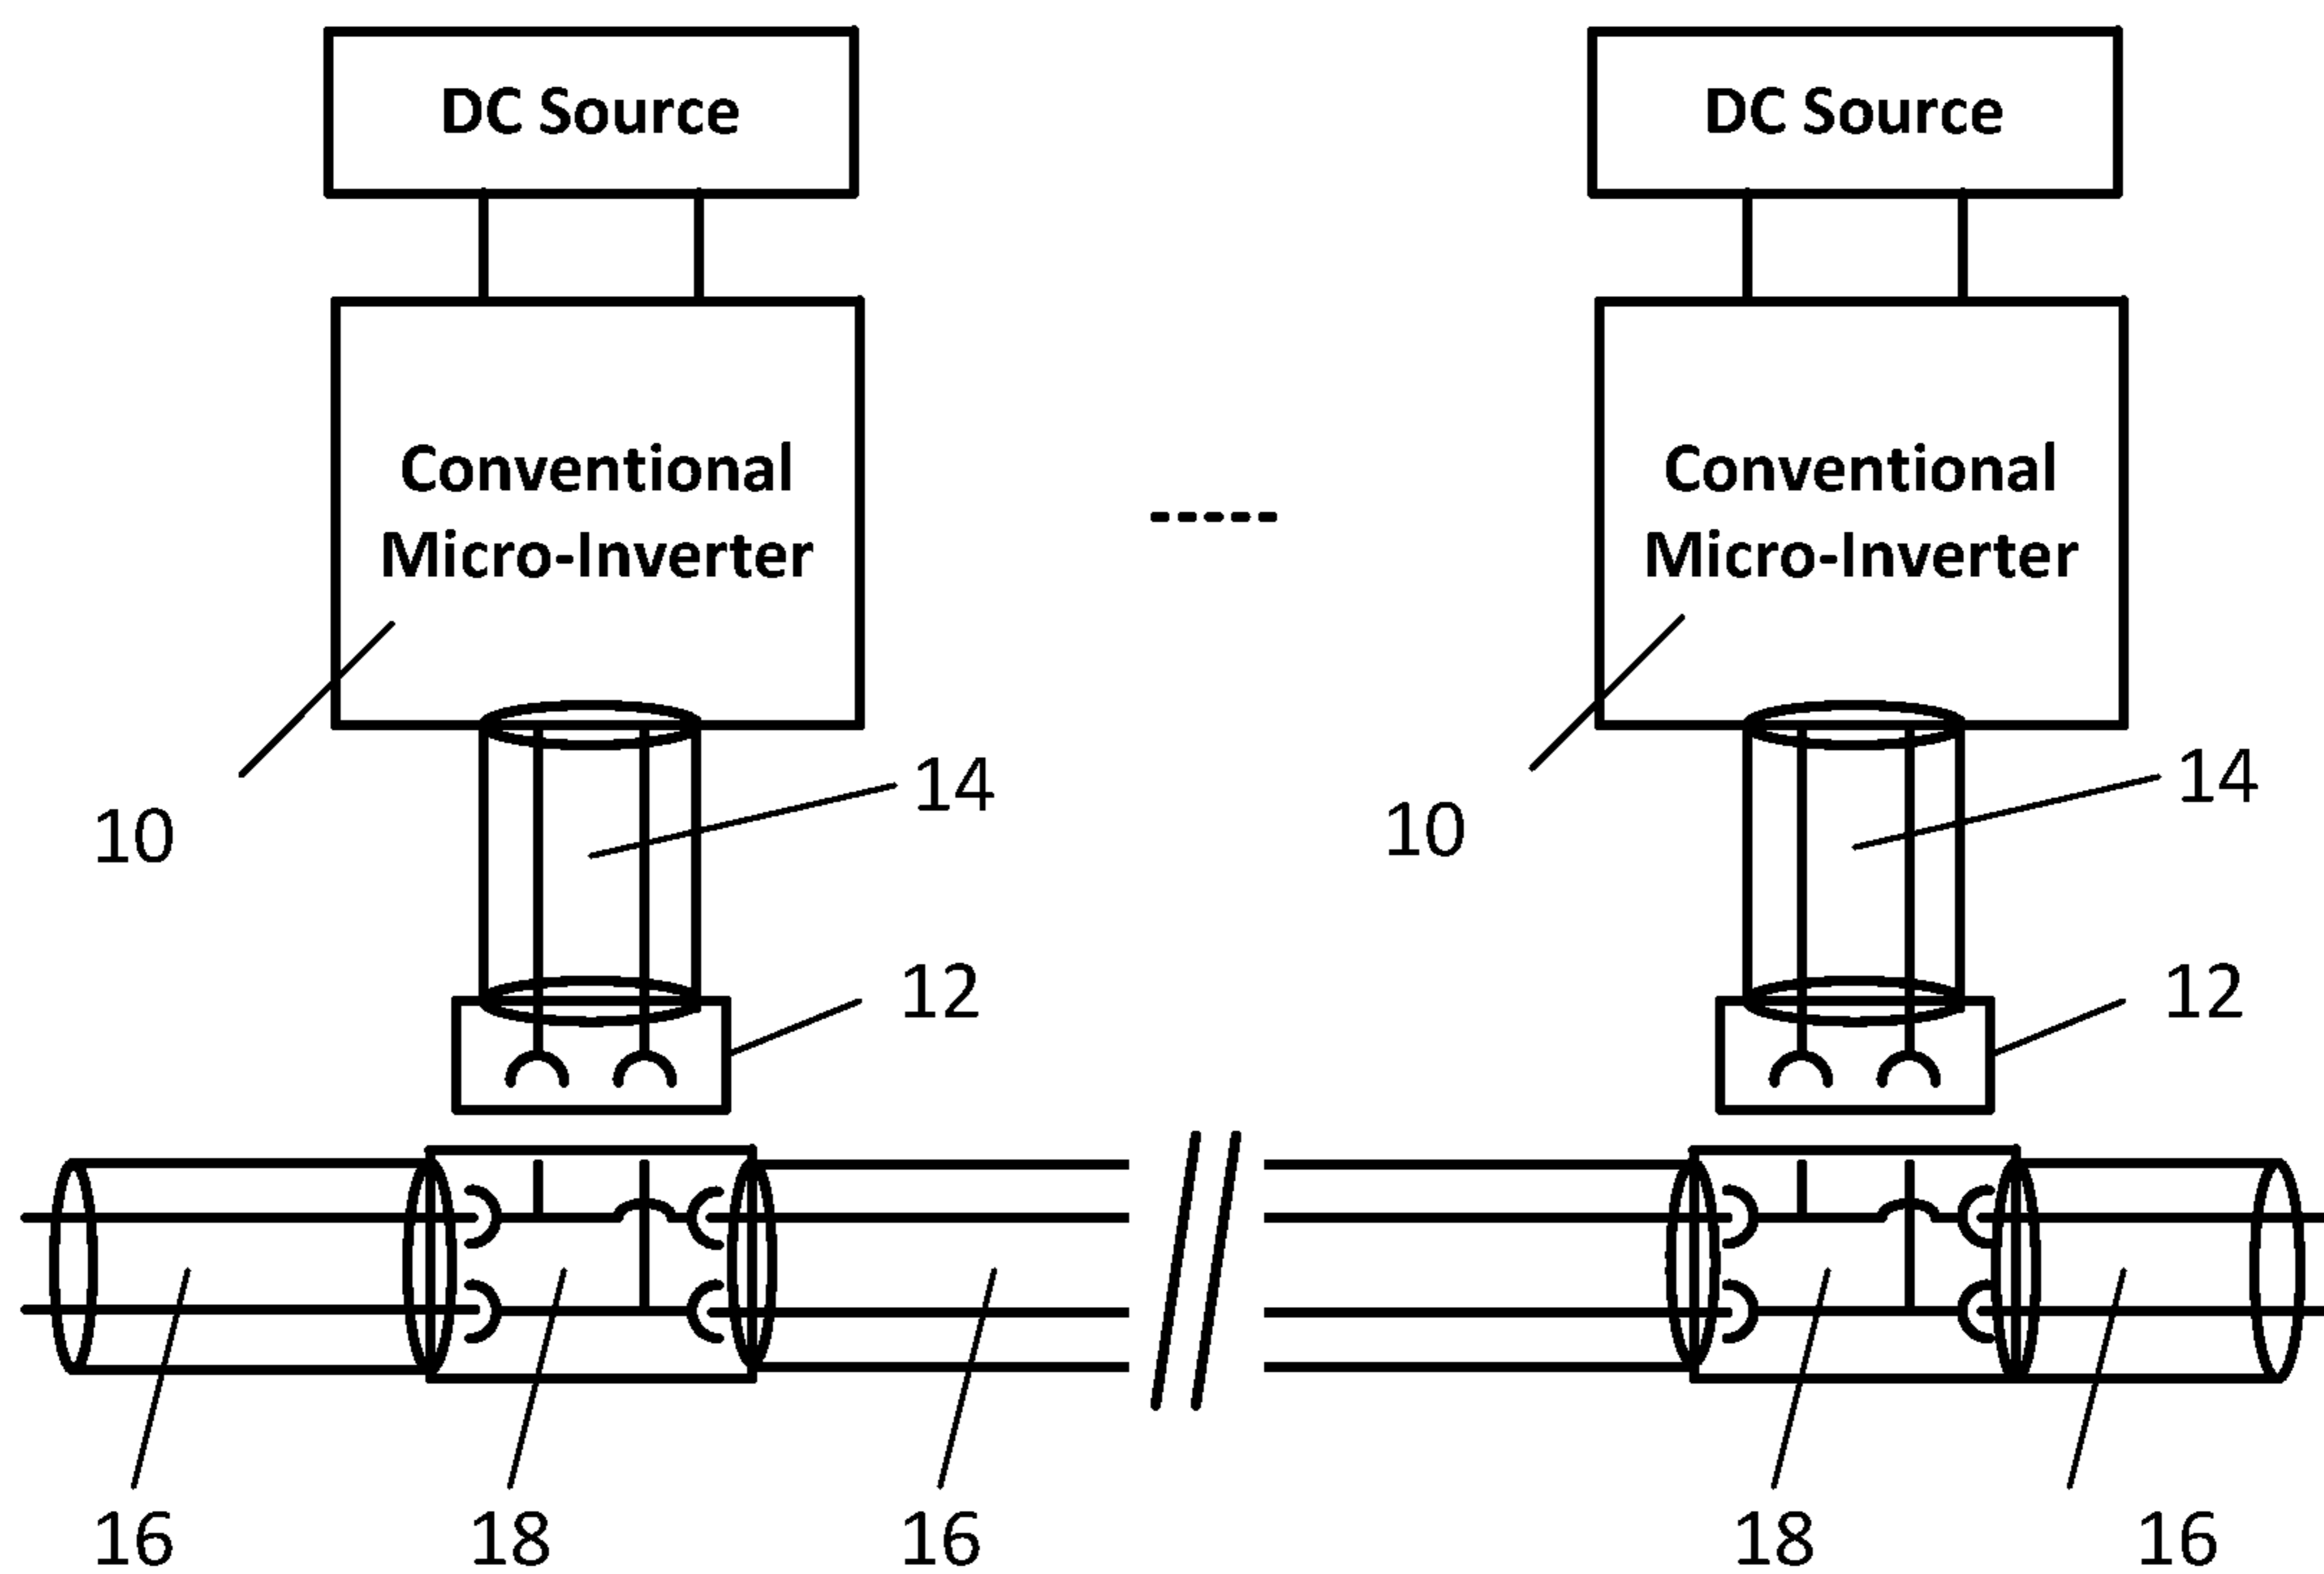 DC Source
DC Source
Conventional
Micro-Inverter
Conventional
Micro-Inverter
-----
10
14
10
14
12
12
16
18
16
18
16